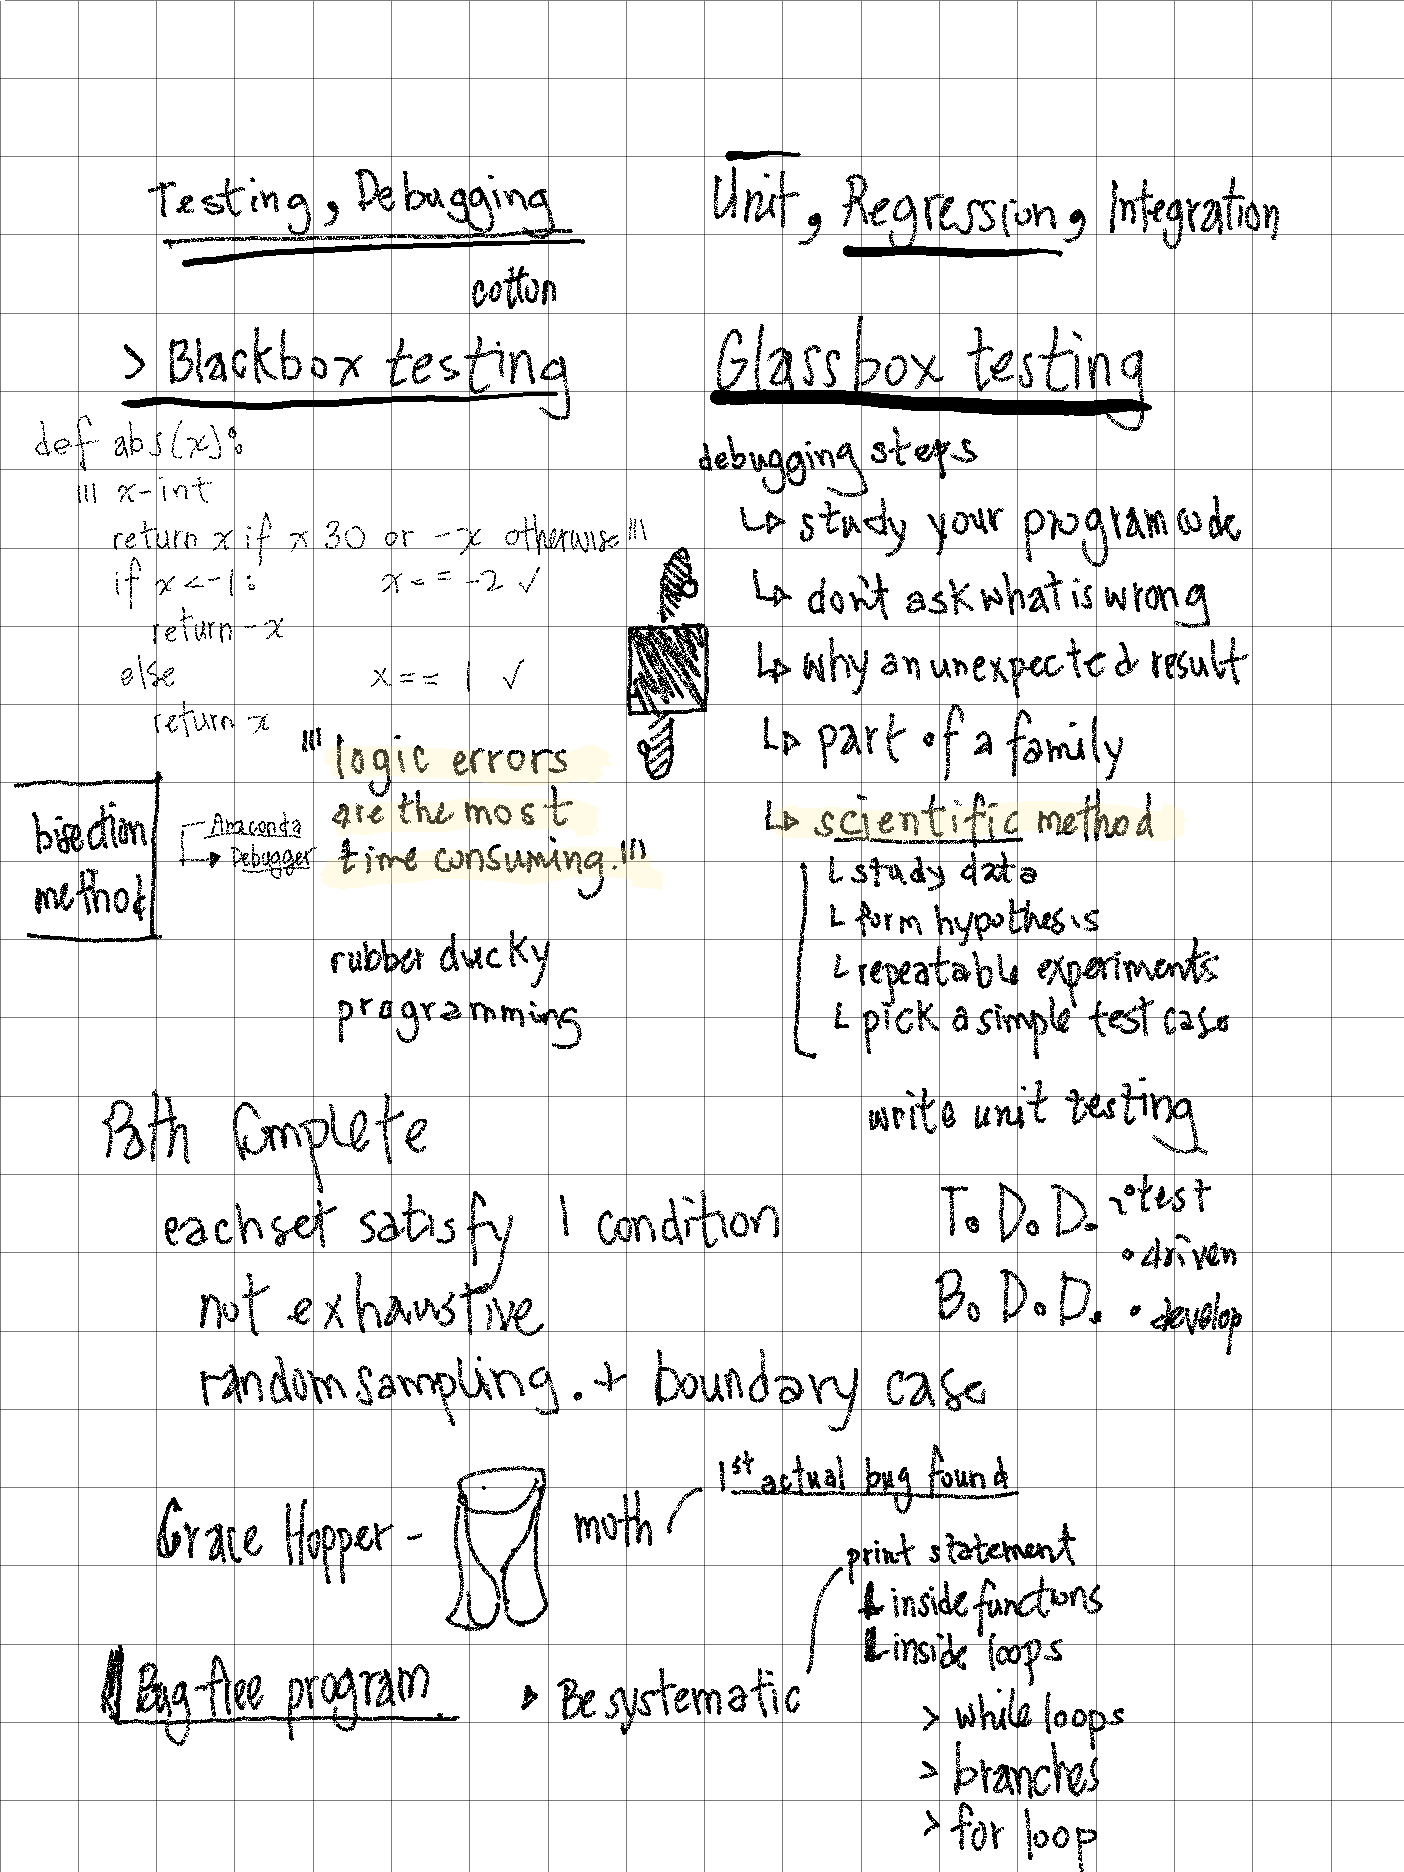 Testing, Debugging
Unit, Regression, Integration
cotton
> Blackbox testing
Glassbox testing
def abs(x):
''' x-int
return x if x 30 or -x otherwise '''
if x<-1: x== -2 ✓
return -x
else x== 1 ✓
return x
''' logic errors
are the most
time consuming. '''
bisection
method
Anaconda
Debugger
rubber ducky
programming
debugging steps
study your program code
don't ask what is wrong
why an unexpected result
part of a family
scientific method
study data
form hypothesis
repeatable experiments
pick a simple test case
write unit testing
T.D.D. • test
• driven
B.D.D. • develop
Path Complete
each set satisfy 1 condition
not exhaustive
random sampling. + boundary case
Grace Hopper - moth
1st actual bug found
Bug-free program.
Be systematic
print statement
inside functions
inside loops
> while loops
> branches
> for loop